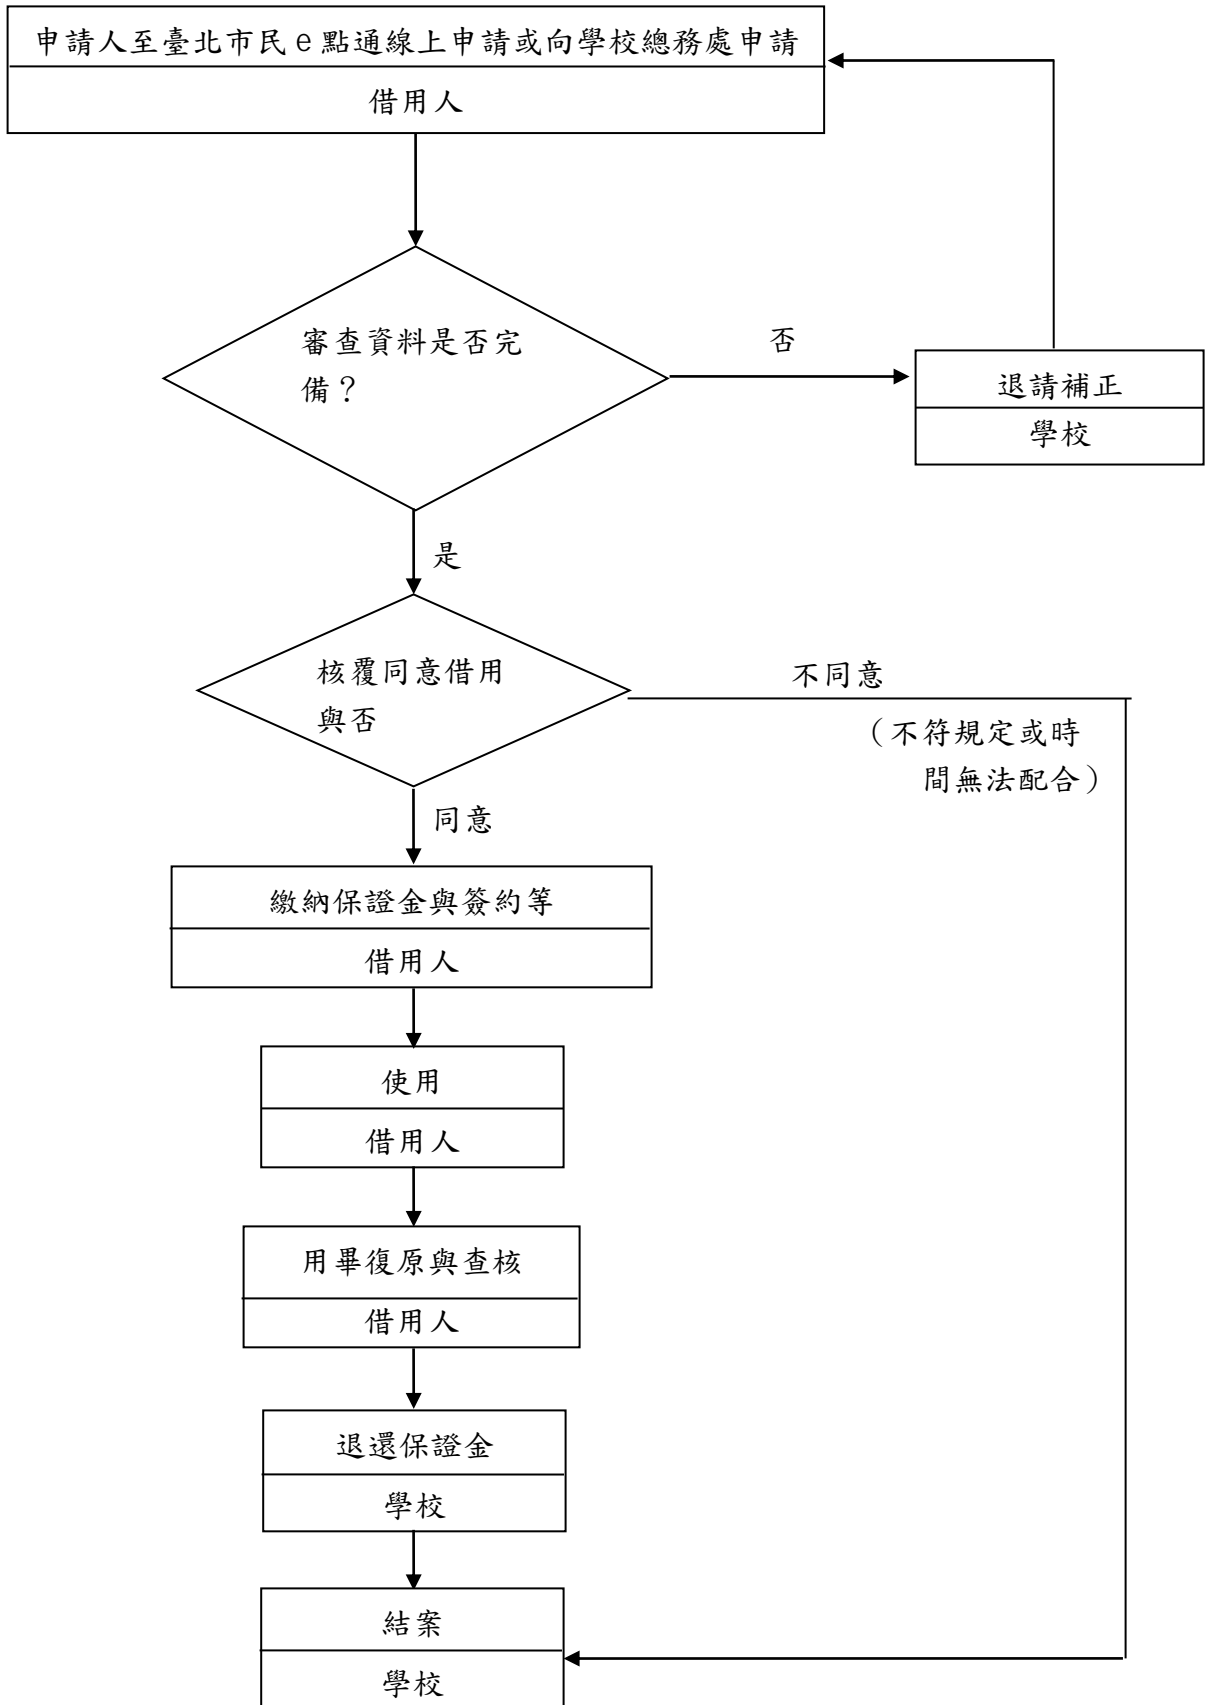 申請人至臺北市民e點通線上申請或向學校總務處申請
借用人
審查資料是否完
備？
否
退請補正
學校
是
核覆同意借用
與否
不同意
（不符規定或時
間無法配合）
同意
繳納保證金與簽約等
借用人
使用
借用人
用畢復原與查核
借用人
退還保證金
學校
結案
學校